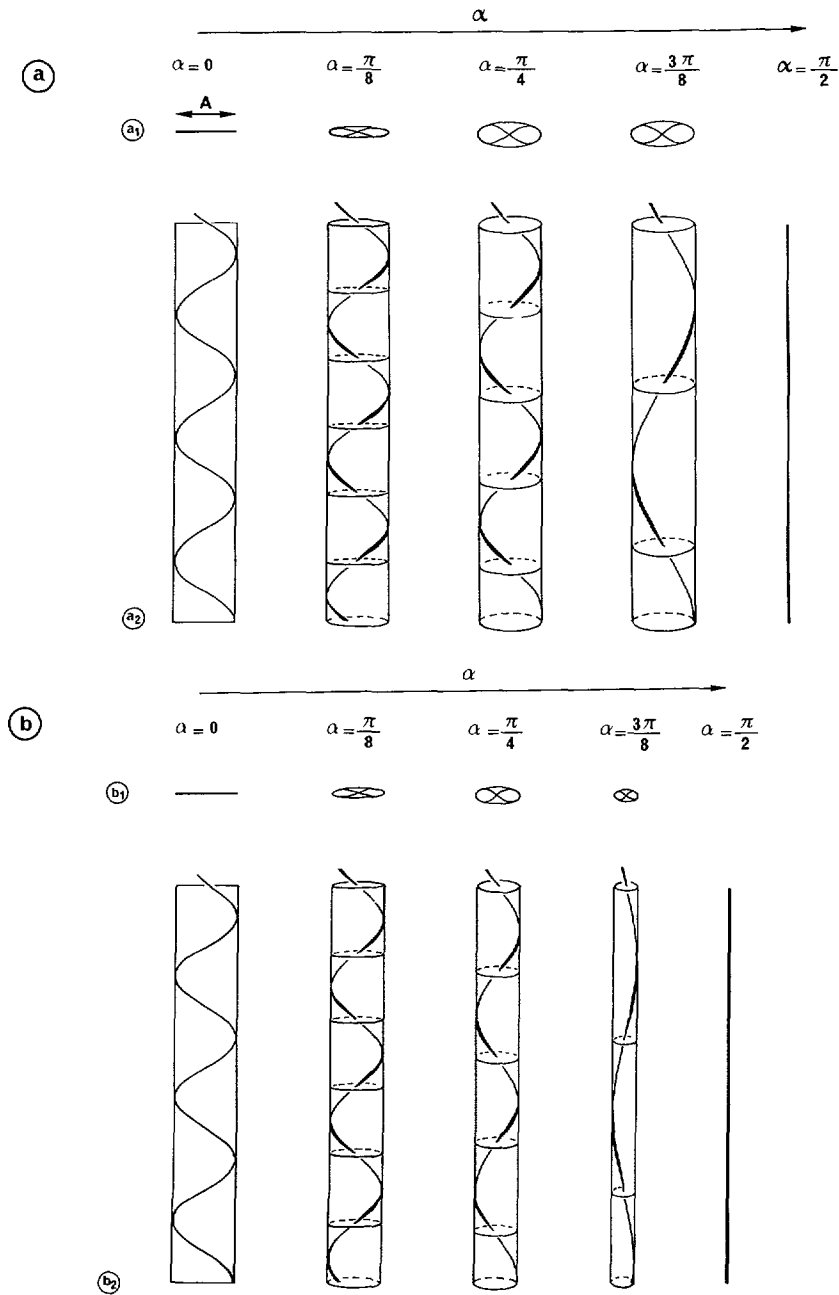 α
a
α = 0 α = π/8 α = π/4 α = 3π/8 α = π/2
A
a1
a2
α
b
α = 0 α = π/8 α = π/4 α = 3π/8 α = π/2
b1
b2